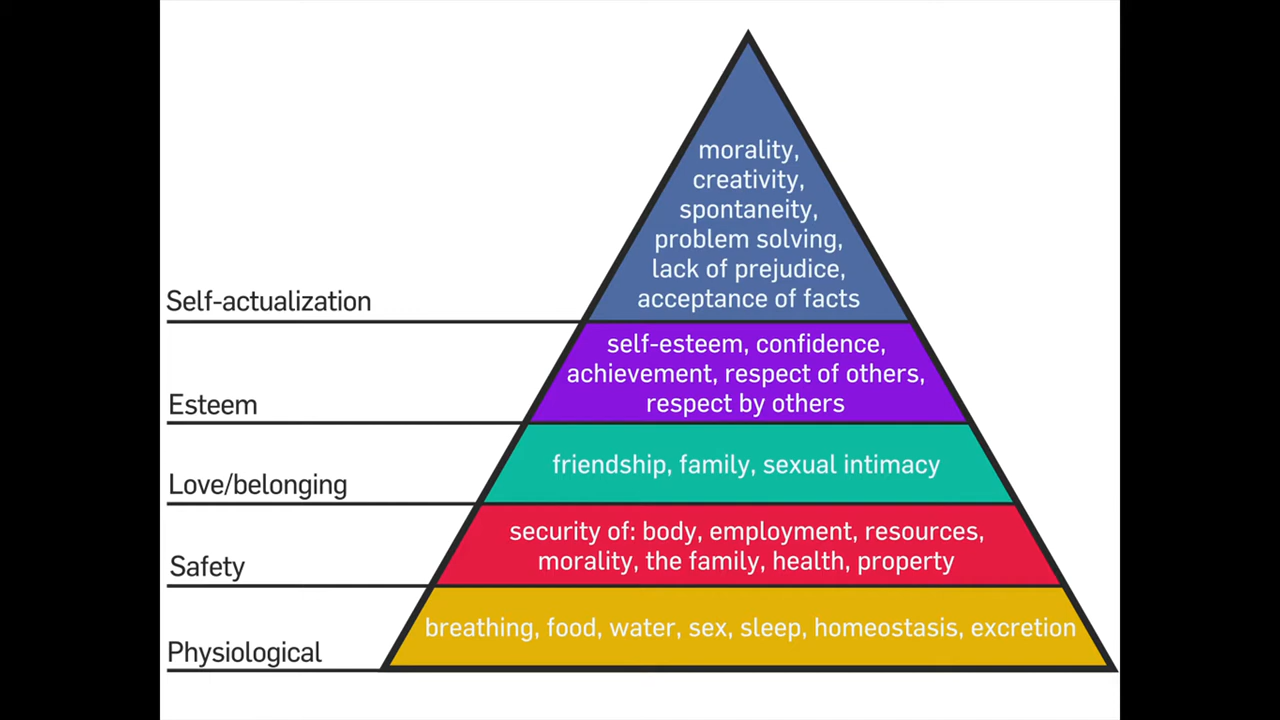 morality,
creativity,
spontaneity,
problem solving,
lack of prejudice,
acceptance of facts
Self-actualization
self-esteem, confidence,
achievement, respect of others,
respect by others
Esteem
friendship, family, sexual intimacy
Love/belonging
security of: body, employment, resources,
morality, the family, health, property
Safety
breathing, food, water, sex, sleep, homeostasis, excretion
Physiological